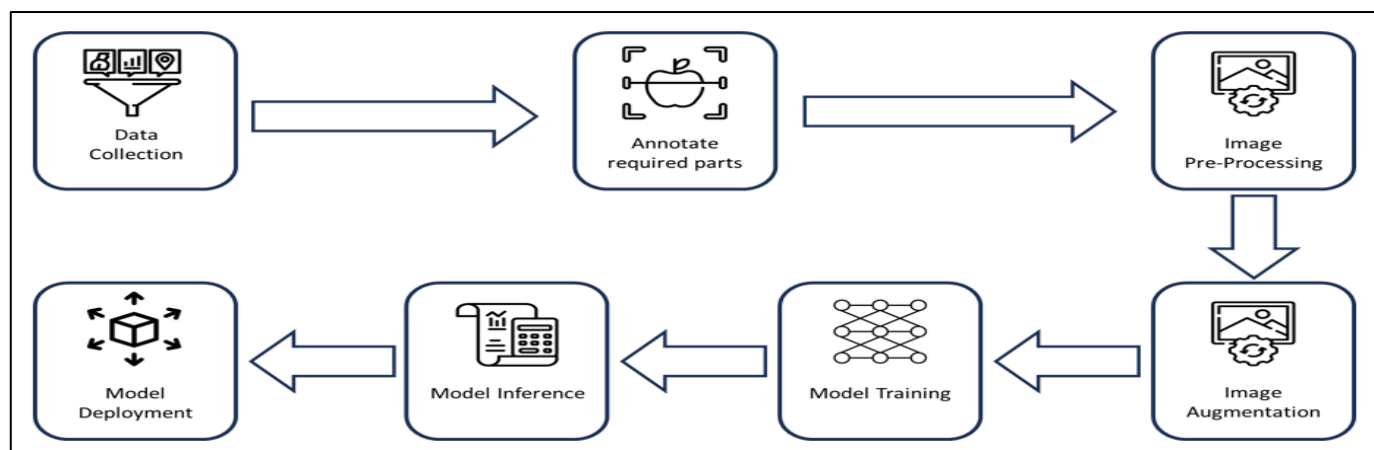 Data
Collection
Annotate
required parts
Image
Pre-Processing
Image
Augmentation
Model Training
Model Inference
Model
Deployment